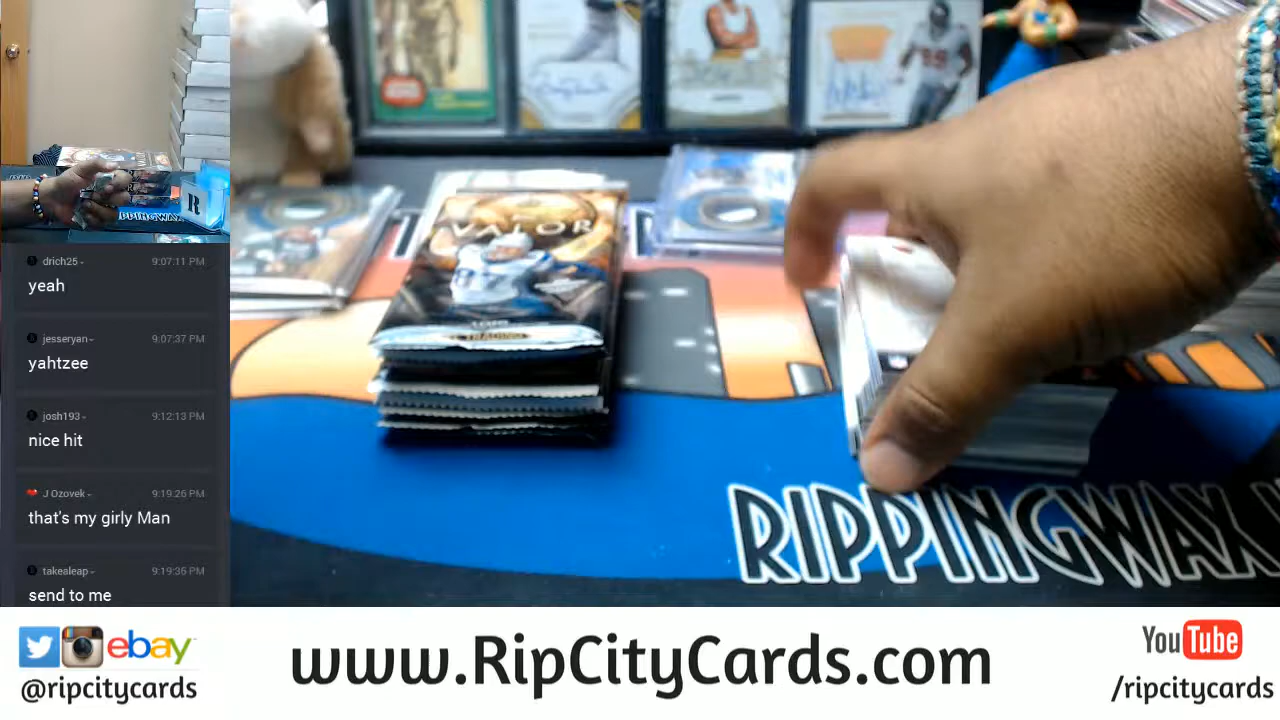 VALOR
TRADING
R
RIPPINGWAX
drich25
9:07:11 PM
yeah
jesseryan
9:07:37 PM
yahtzee
josh193
9:12:13 PM
nice hit
J Ozovek
9:19:26 PM
that's my girly Man
takealeap
9:19:36 PM
send to me
ebay
@ripcitycards
www.RipCityCards.com
YouTube
/ripcitycards